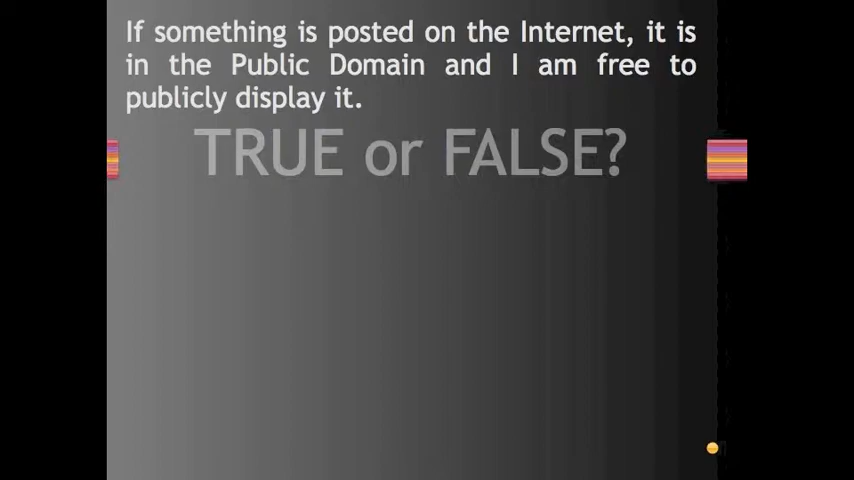 If something is posted on the Internet, it is
in the Public Domain and I am free to
publicly display it.
TRUE or FALSE?